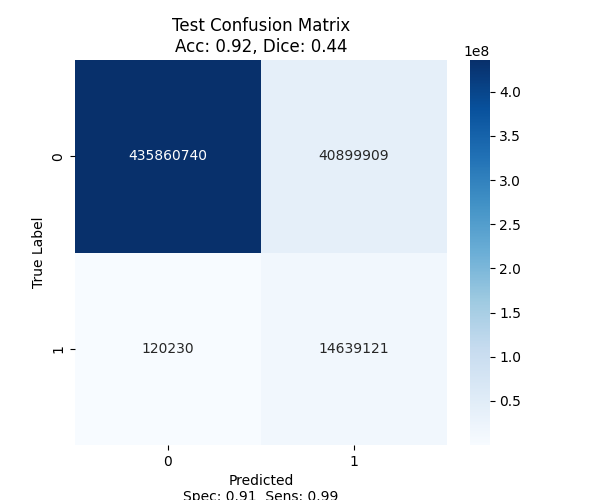 Test Confusion Matrix
Acc: 0.92, Dice: 0.44
1e8
4.0
3.5
3.0
2.5
2.0
1.5
1.0
0.5
True Label
0
435860740 40899909
1
120230 14639121
0 1
Predicted
Spec: 0.91 Sens: 0.99